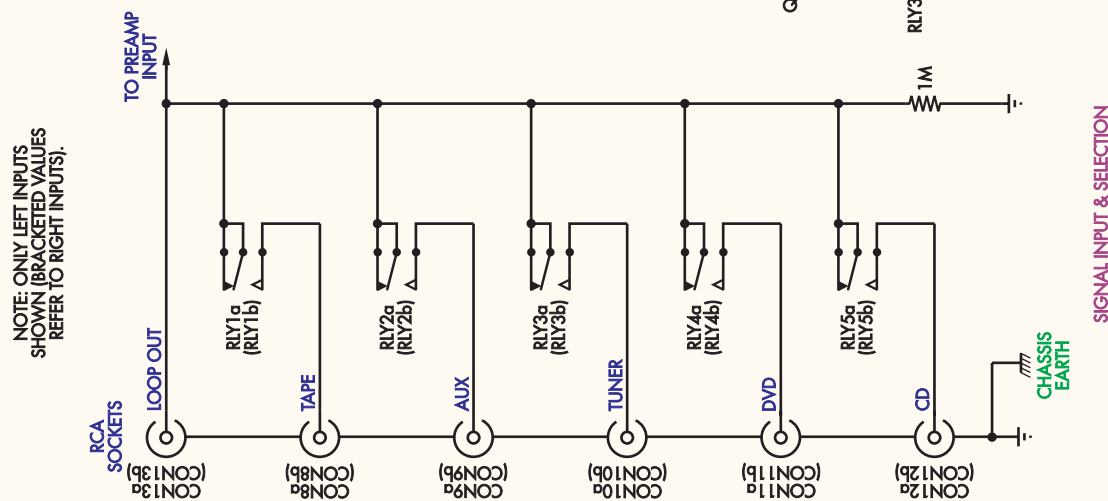 NOTE: ONLY LEFT INPUTS
SHOWN (BRACKETED VALUES
REFER TO RIGHT INPUTS).
RCA
SOCKETS
TO PREAMP
INPUT
CON13a
(CON13b)
LOOP OUT
RLY1a
(RLY1b)
CON8a
(CON8b)
TAPE
RLY2a
(RLY2b)
CON9a
(CON9b)
AUX
RLY3a
(RLY3b)
CON10a
(CON10b)
TUNER
RLY4a
(RLY4b)
CON11a
(CON11b)
DVD
Q
RLY5a
(RLY5b)
CON12a
(CON12b)
CD
1M
RLY3
CHASSIS
EARTH
SIGNAL INPUT & SELECTION